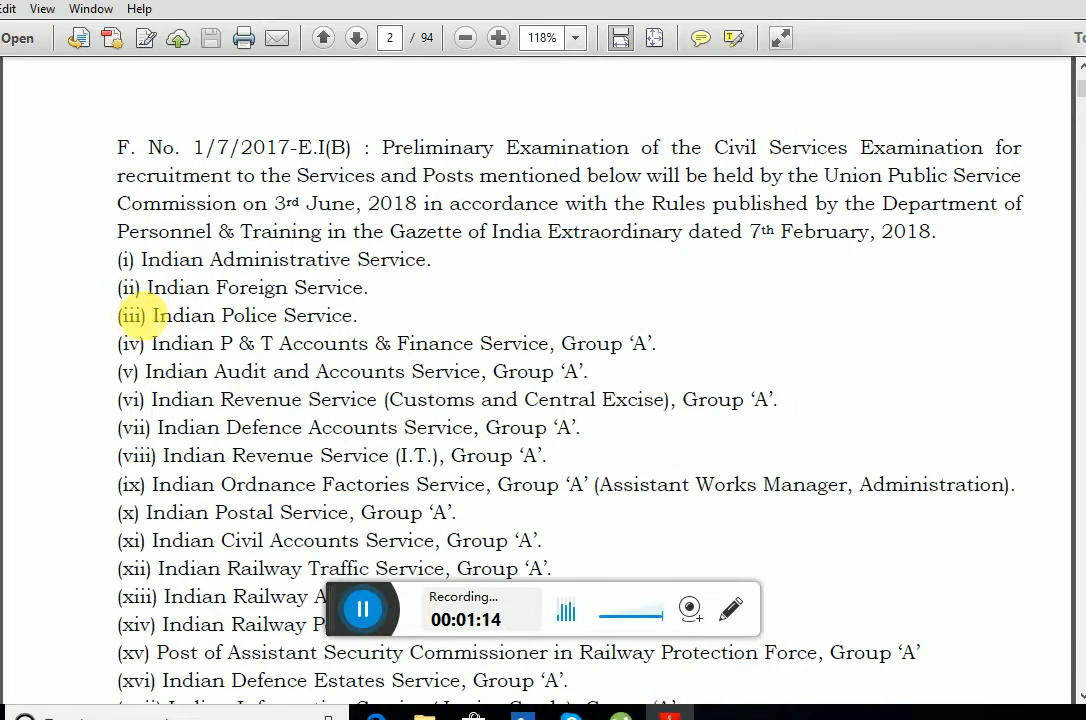 Edit View Window Help
Open 2 / 94 118%
F. No. 1/7/2017-E.I(B) : Preliminary Examination of the Civil Services Examination for
recruitment to the Services and Posts mentioned below will be held by the Union Public Service
Commission on 3rd June, 2018 in accordance with the Rules published by the Department of
Personnel & Training in the Gazette of India Extraordinary dated 7th February, 2018.
(i) Indian Administrative Service.
(ii) Indian Foreign Service.
(iii) Indian Police Service.
(iv) Indian P & T Accounts & Finance Service, Group ‘A’.
(v) Indian Audit and Accounts Service, Group ‘A’.
(vi) Indian Revenue Service (Customs and Central Excise), Group ‘A’.
(vii) Indian Defence Accounts Service, Group ‘A’.
(viii) Indian Revenue Service (I.T.), Group ‘A’.
(ix) Indian Ordnance Factories Service, Group ‘A’ (Assistant Works Manager, Administration).
(x) Indian Postal Service, Group ‘A’.
(xi) Indian Civil Accounts Service, Group ‘A’.
(xii) Indian Railway Traffic Service, Group ‘A’.
(xiii) Indian Railway A
(xiv) Indian Railway P
Recording...
00:01:14
(xv) Post of Assistant Security Commissioner in Railway Protection Force, Group ‘A’
(xvi) Indian Defence Estates Service, Group ‘A’.